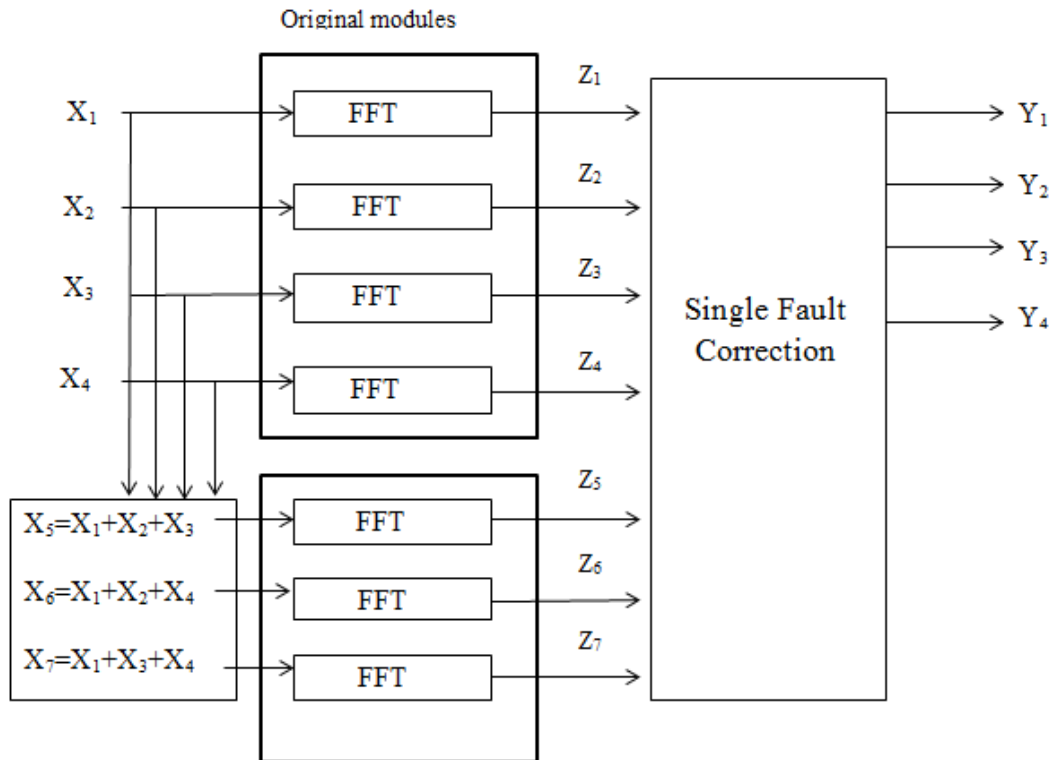 Original modules
X₁
FFT
Z₁
Y₁
X₂
FFT
Z₂
Y₂
X₃
FFT
Z₃
Y₃
X₄
FFT
Z₄
Y₄
Single Fault
Correction
X₅=X₁+X₂+X₃
FFT
Z₅
X₆=X₁+X₂+X₄
FFT
Z₆
X₇=X₁+X₃+X₄
FFT
Z₇